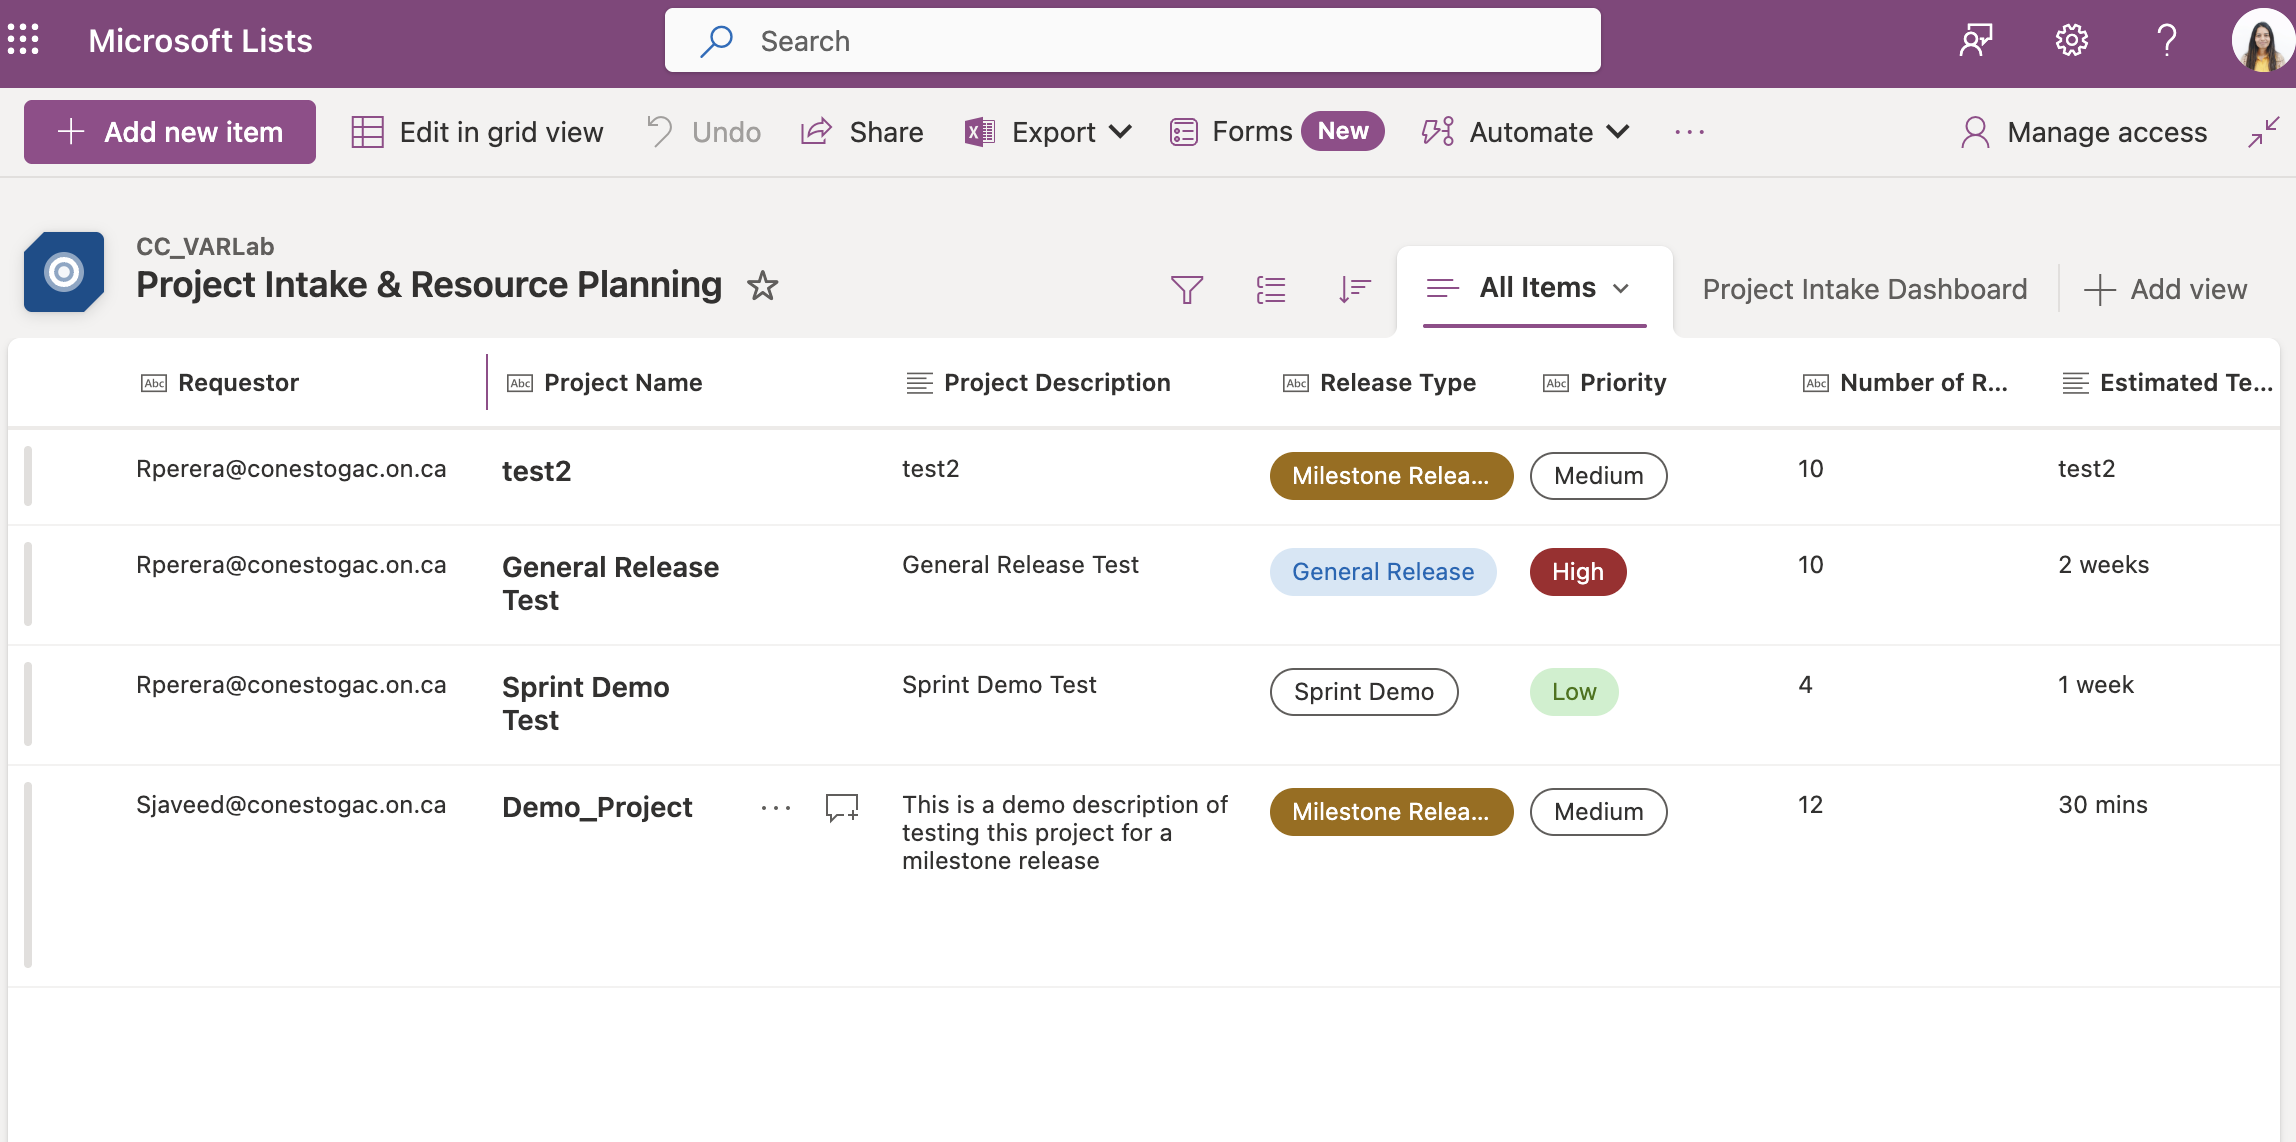 Microsoft Lists
Search
Add new item
Edit in grid view
Undo
Share
Export
Forms New
Automate
Manage access
CC_VARLab
Project Intake & Resource Planning
All Items
Project Intake Dashboard
Add view
Abc Requestor
Abc Project Name
Project Description
Abc Release Type
Abc Priority
Abc Number of R...
Estimated Te...
Rperera@conestogac.on.ca
test2
test2
Milestone Relea...
Medium
10
test2
Rperera@conestogac.on.ca
General Release
Test
General Release Test
General Release
High
10
2 weeks
Rperera@conestogac.on.ca
Sprint Demo
Test
Sprint Demo Test
Sprint Demo
Low
4
1 week
Sjaveed@conestogac.on.ca
Demo_Project
This is a demo description of
testing this project for a
milestone release
Milestone Relea...
Medium
12
30 mins